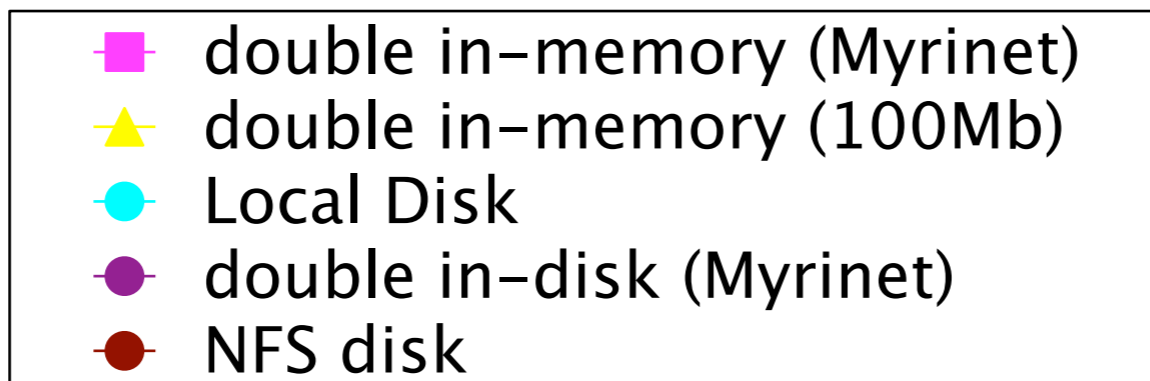 double in-memory (Myrinet)
double in-memory (100Mb)
Local Disk
double in-disk (Myrinet)
NFS disk